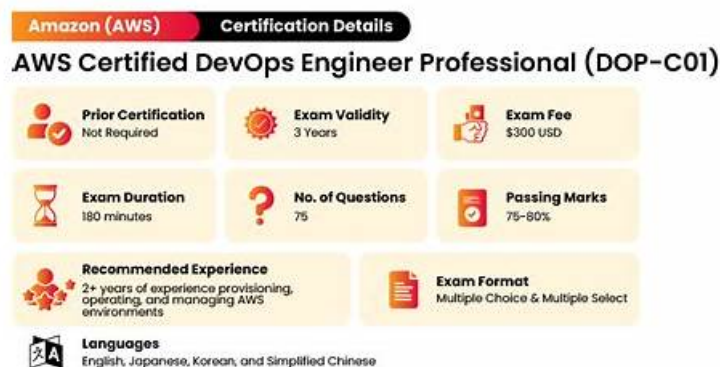 Amazon (AWS) Certification Details
AWS Certified DevOps Engineer Professional (DOP-C01)
Prior Certification
Not Required
Exam Validity
3 Years
Exam Fee
$300 USD
Exam Duration
180 minutes
No. of Questions
75
Passing Marks
75-80%
Recommended Experience
2+ years of experience provisioning,
operating, and managing AWS
environments
Exam Format
Multiple Choice & Multiple Select
Languages
English, Japanese, Korean, and Simplified Chinese